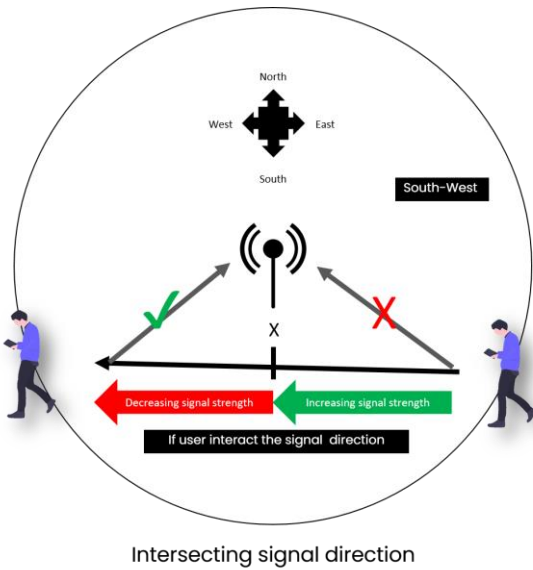 North
West
East
South
South-West
X
Decreasing signal strength
Increasing signal strength
If user interact the signal direction
Intersecting signal direction